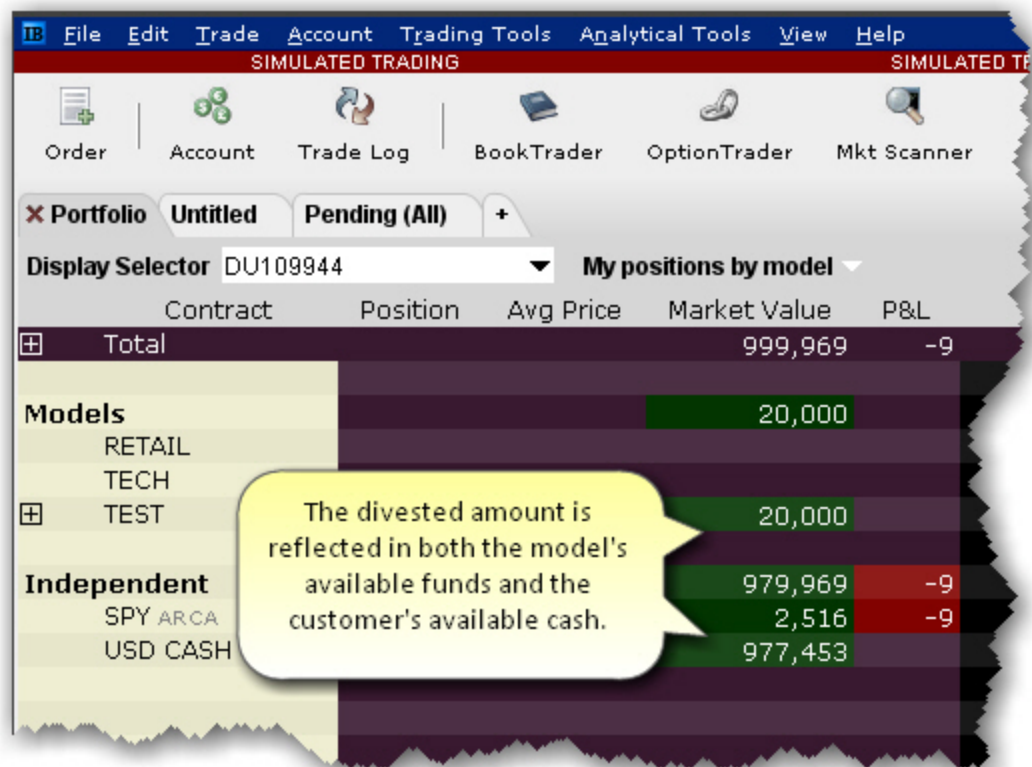 IB File Edit Trade Account Trading Tools Analytical Tools View Help
SIMULATED TRADING SIMULATED
Order Account Trade Log BookTrader OptionTrader Mkt Scanner
Portfolio Untitled Pending (All) +
Display Selector DU109944 My positions by model
Contract Position Avg Price Market Value P&L
Total 999,969 -9
Models 20,000
RETAIL
TECH
TEST 20,000
The divested amount is
reflected in both the model's
available funds and the
customer's available cash.
Independent 979,969 -9
SPY ARCA 2,516 -9
USD CASH 977,453